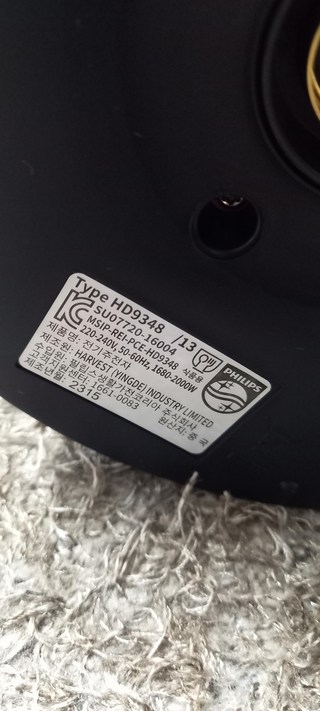 Type HD9348 /13
SU07720-16004
MSIP-REI-PCE-HD9348
220-240V, 50-60Hz, 1680-2000W
식품용
PHILIPS
제품명: 전기주전자
제조원: HARVEST (YINGDE) INDUSTRY LIMITED
수입원: 필립스생활가전코리아 주식회사
고객지원센터: 1661-0083
원산지: 중 국
제조년월: 2315